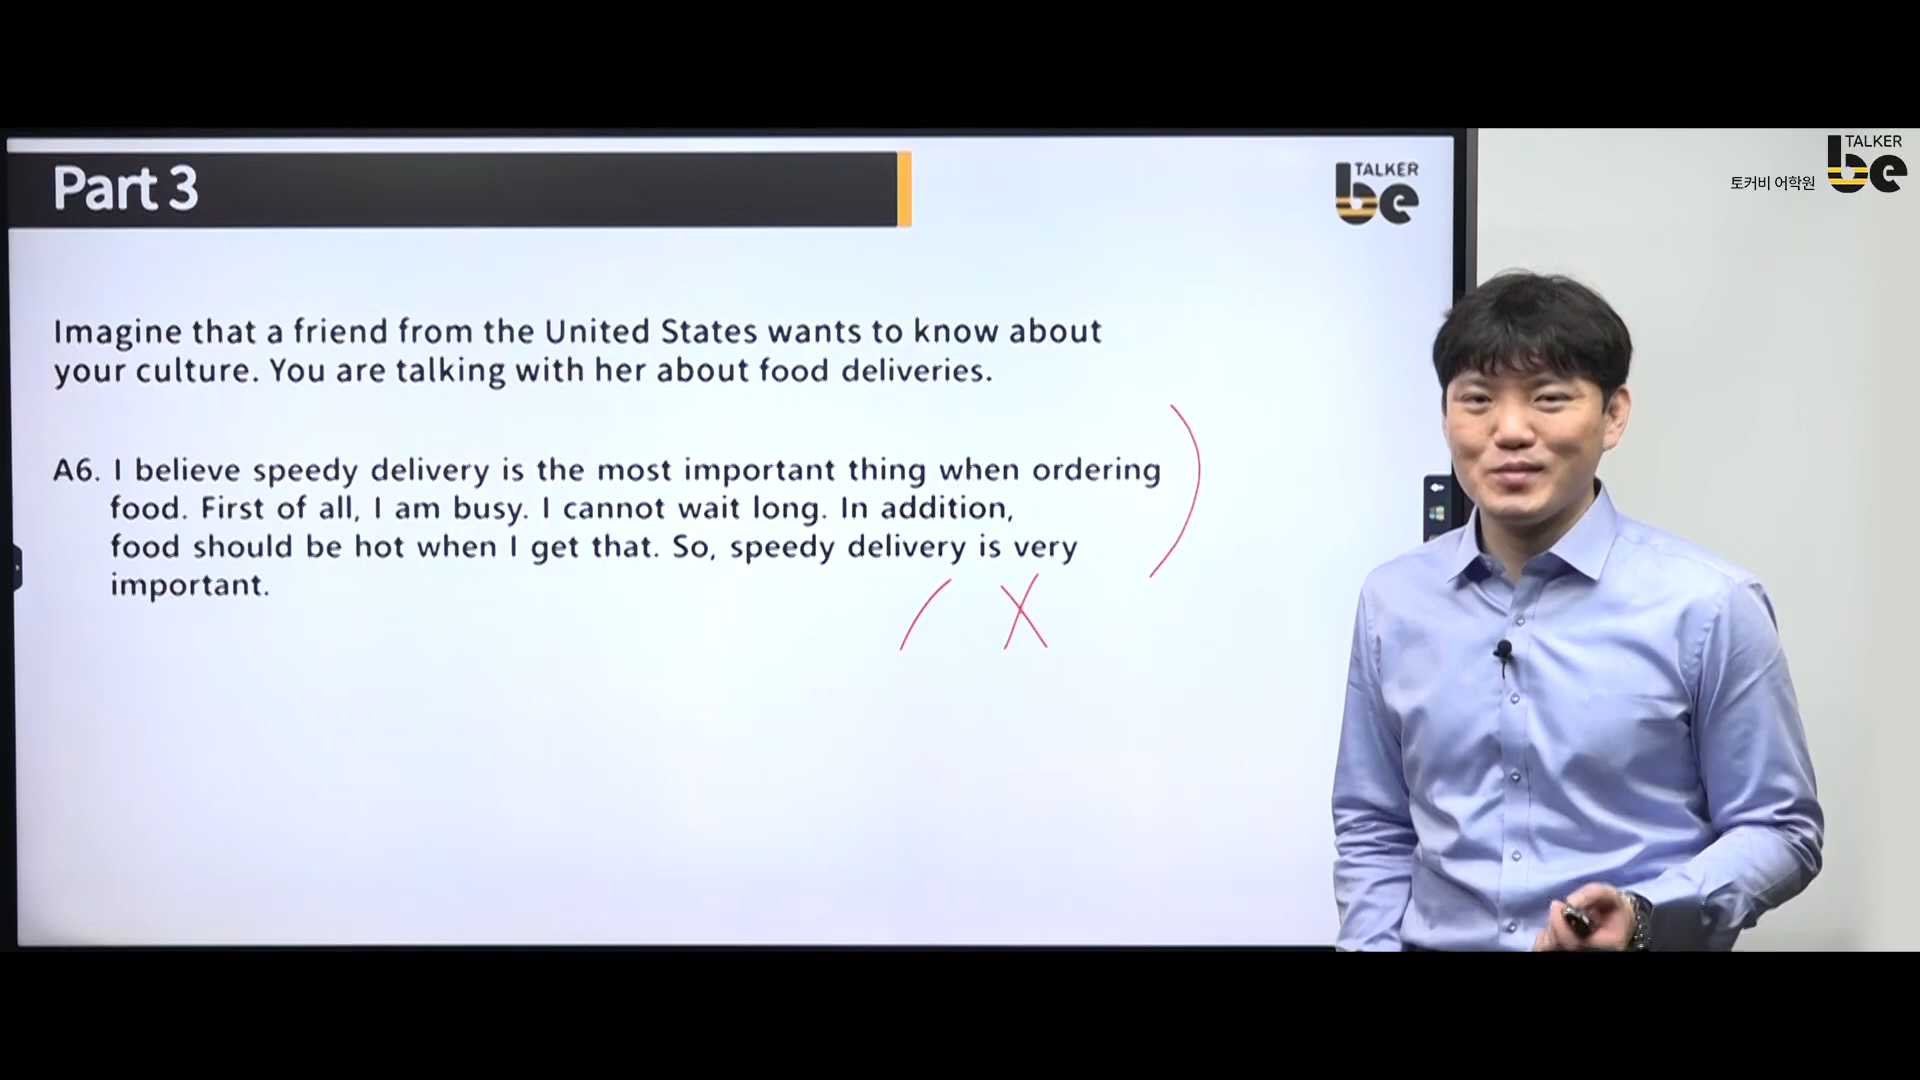 Part 3
TALKER
be
TALKER
토커비 어학원 be
Imagine that a friend from the United States wants to know about
your culture. You are talking with her about food deliveries.
A6. I believe speedy delivery is the most important thing when ordering
food. First of all, I am busy. I cannot wait long. In addition,
food should be hot when I get that. So, speedy delivery is very
important.